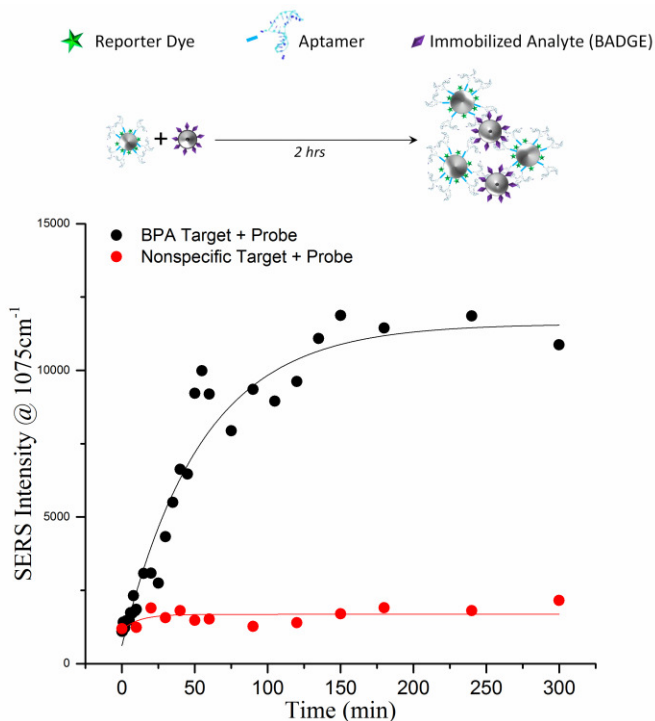 Reporter Dye Aptamer Immobilized Analyte (BADGE)
+
2 hrs
15000
BPA Target + Probe
Nonspecific Target + Probe
10000
SERS Intensity @ 1075cm⁻¹
5000
0
0 50 100 150 200 250 300
Time (min)